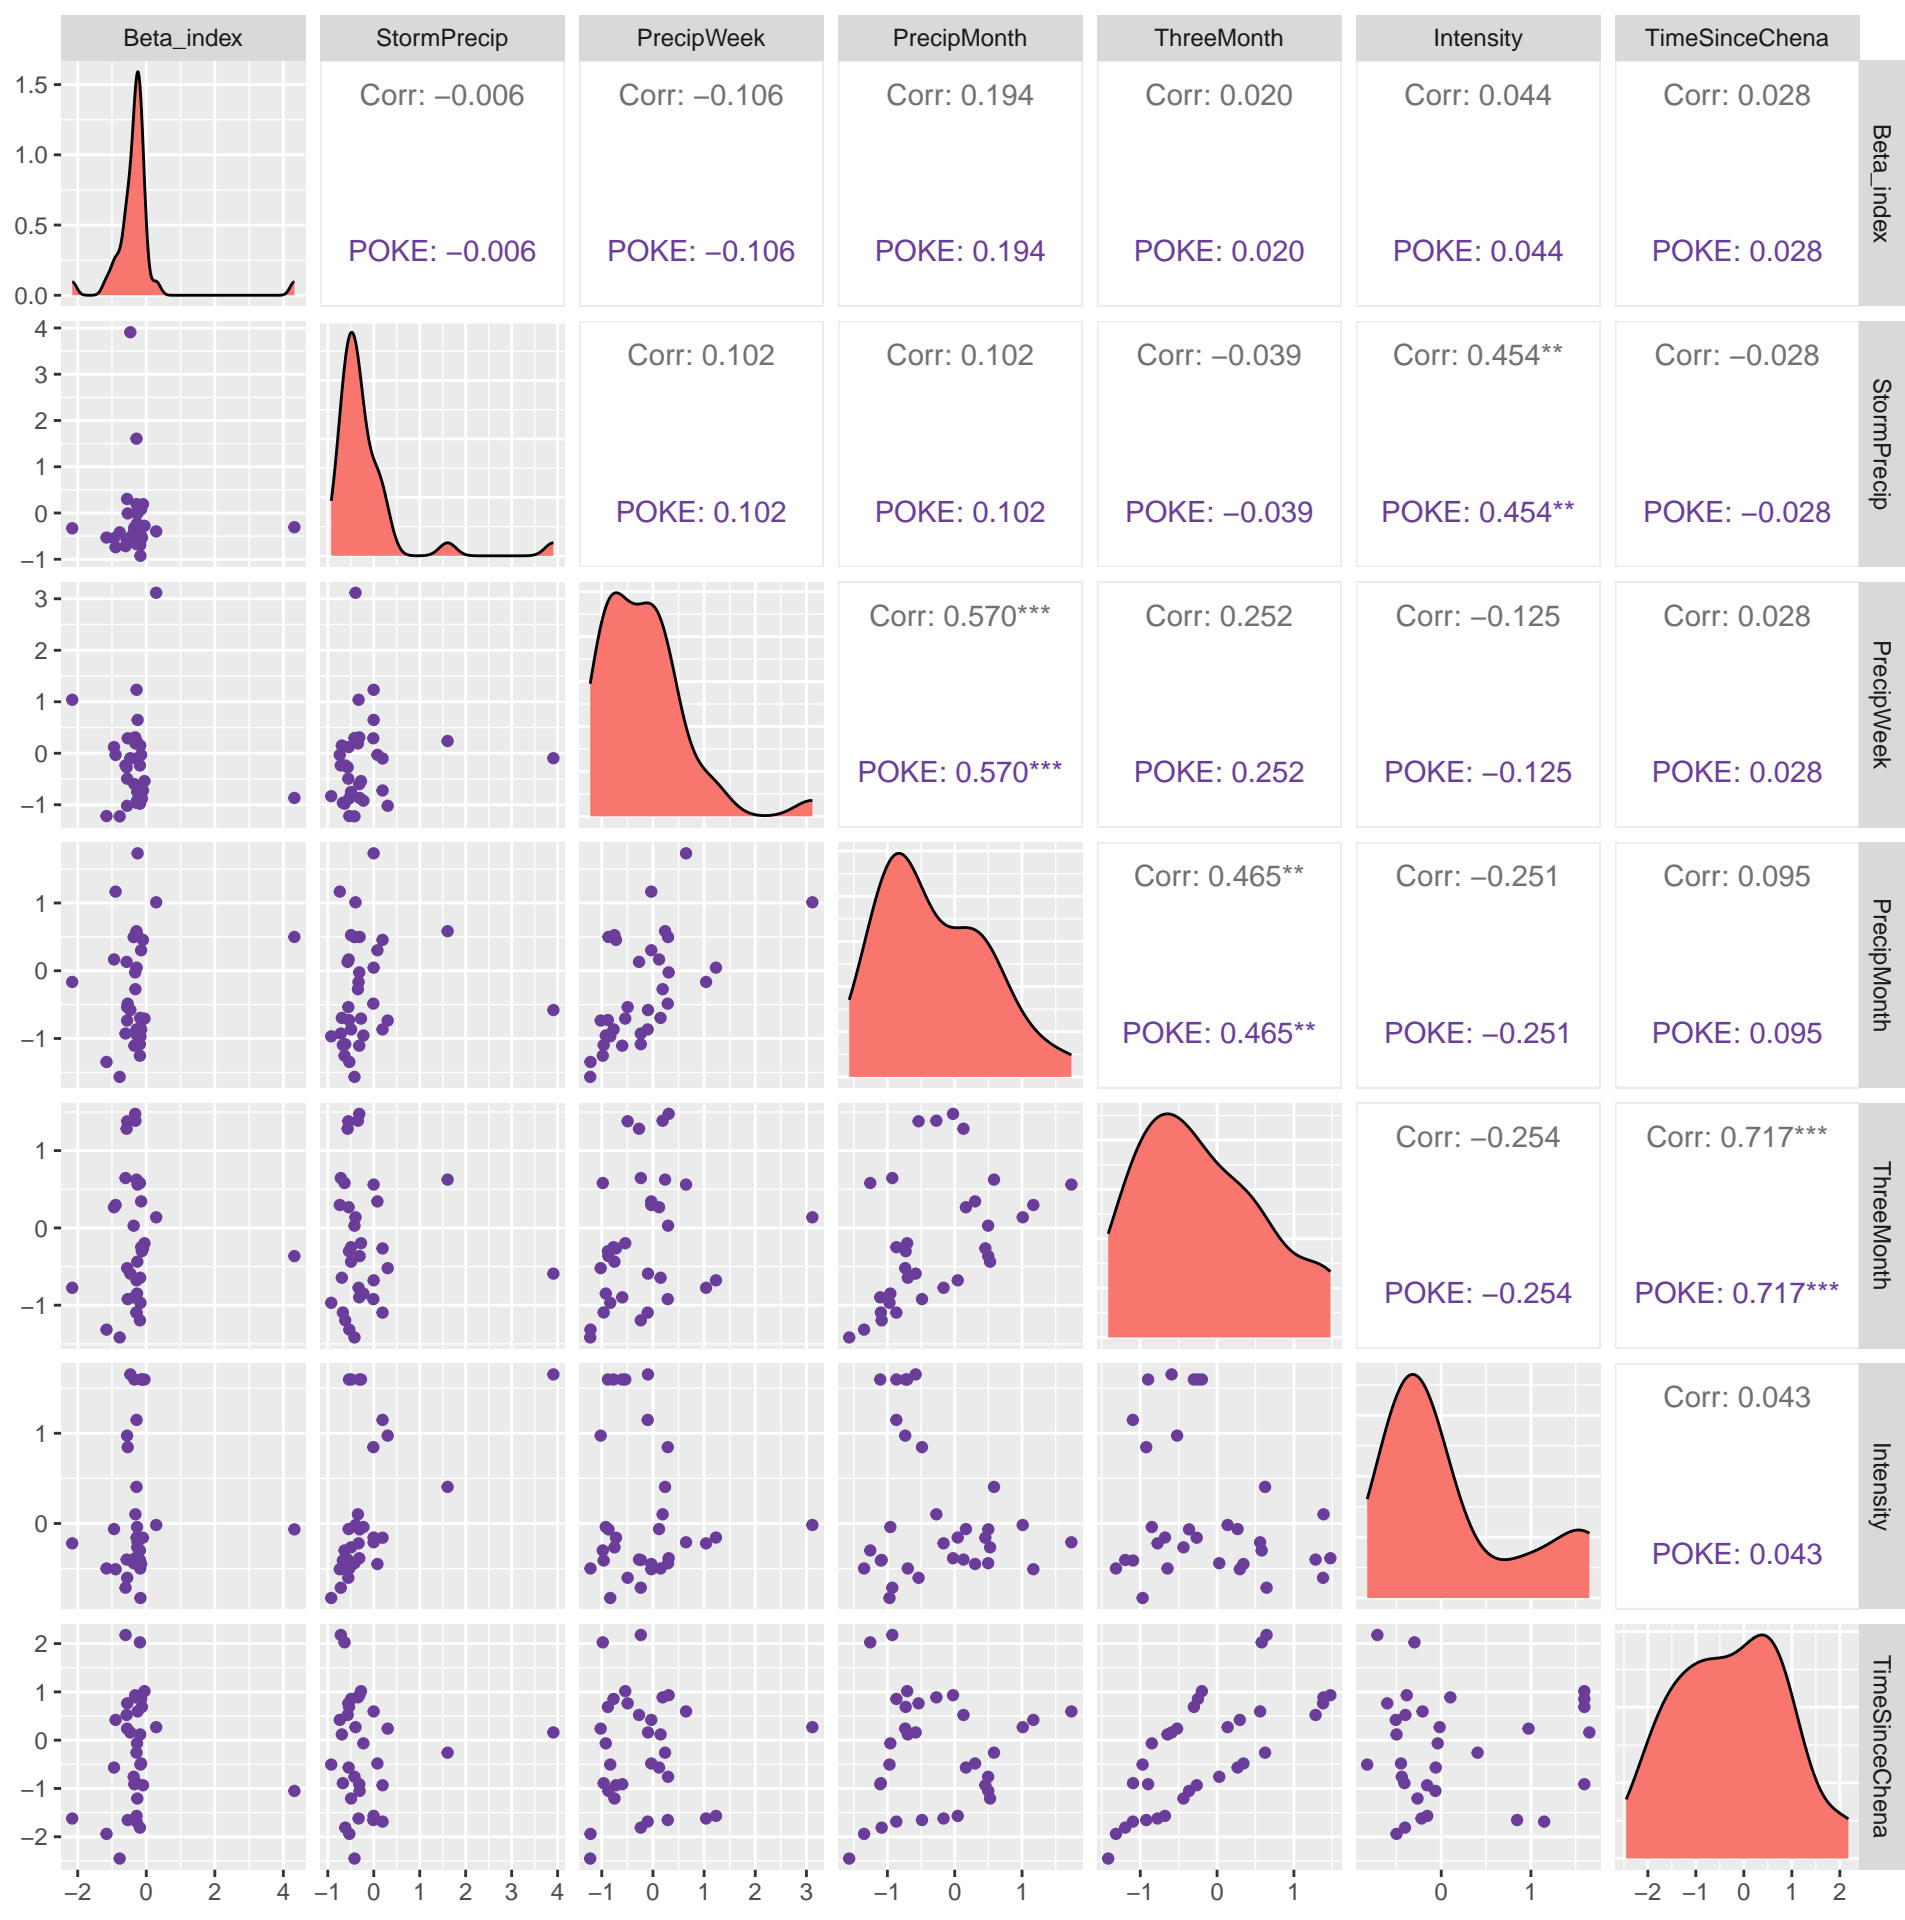 Beta_index StormPrecip PrecipWeek PrecipMonth ThreeMonth Intensity TimeSinceChena
1.5
1.0
0.5
0.0
Corr: −0.006 Corr: −0.106 Corr: 0.194 Corr: 0.020 Corr: 0.044 Corr: 0.028
POKE: −0.006 POKE: −0.106 POKE: 0.194 POKE: 0.020 POKE: 0.044 POKE: 0.028
Beta_index
4
3
2
1
0
−1
Corr: 0.102 Corr: 0.102 Corr: −0.039 Corr: 0.454** Corr: −0.028
POKE: 0.102 POKE: 0.102 POKE: −0.039 POKE: 0.454** POKE: −0.028
StormPrecip
3
2
1
0
−1
Corr: 0.570*** Corr: 0.252 Corr: −0.125 Corr: 0.028
POKE: 0.570*** POKE: 0.252 POKE: −0.125 POKE: 0.028
PrecipWeek
1
0
−1
Corr: 0.465** Corr: −0.251 Corr: 0.095
POKE: 0.465** POKE: −0.251 POKE: 0.095
PrecipMonth
1
0
−1
Corr: −0.254 Corr: 0.717***
POKE: −0.254 POKE: 0.717***
ThreeMonth
1
0
Corr: 0.043
POKE: 0.043
Intensity
2
1
0
−1
−2
TimeSinceChena
−2 0 2 4 −1 0 1 2 3 4 −1 0 1 2 3 −1 0 1 −1 0 1 0 1 −2 −1 0 1 2